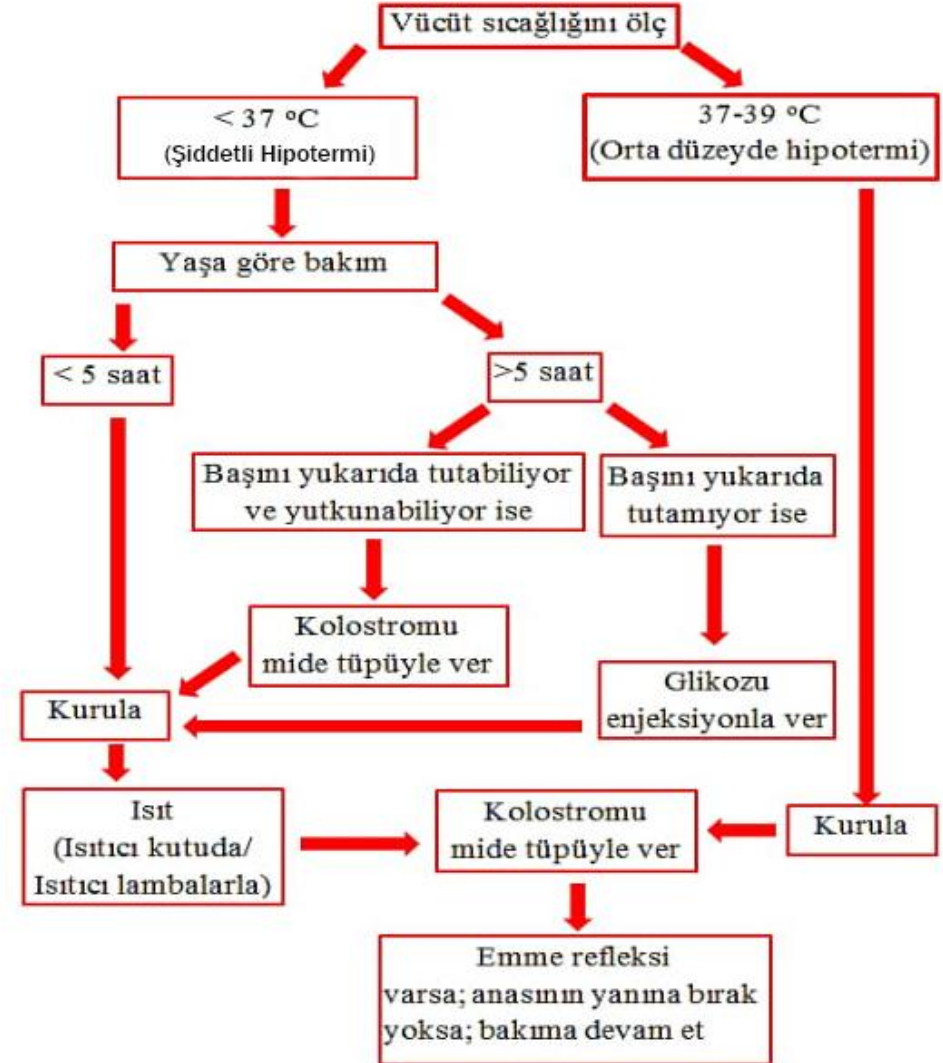 Vücüt sıcağlığını ölç
< 37 ºC
(Şiddetli Hipotermi)
37-39 ºC
(Orta düzeyde hipotermi)
Yaşa göre bakım
< 5 saat
>5 saat
Başını yukarıda tutabiliyor
ve yutkunabiliyor ise
Başını yukarıda
tutamıyor ise
Kolostromu
mide tüpüyle ver
Glikozu
enjeksiyonla ver
Kurula
Isıt
(Isıtıcı kutuda/
Isıtıcı lambalarla)
Kolostromu
mide tüpüyle ver
Kurula
Emme refleksi
varsa; anasının yanına bırak
yoksa; bakıma devam et